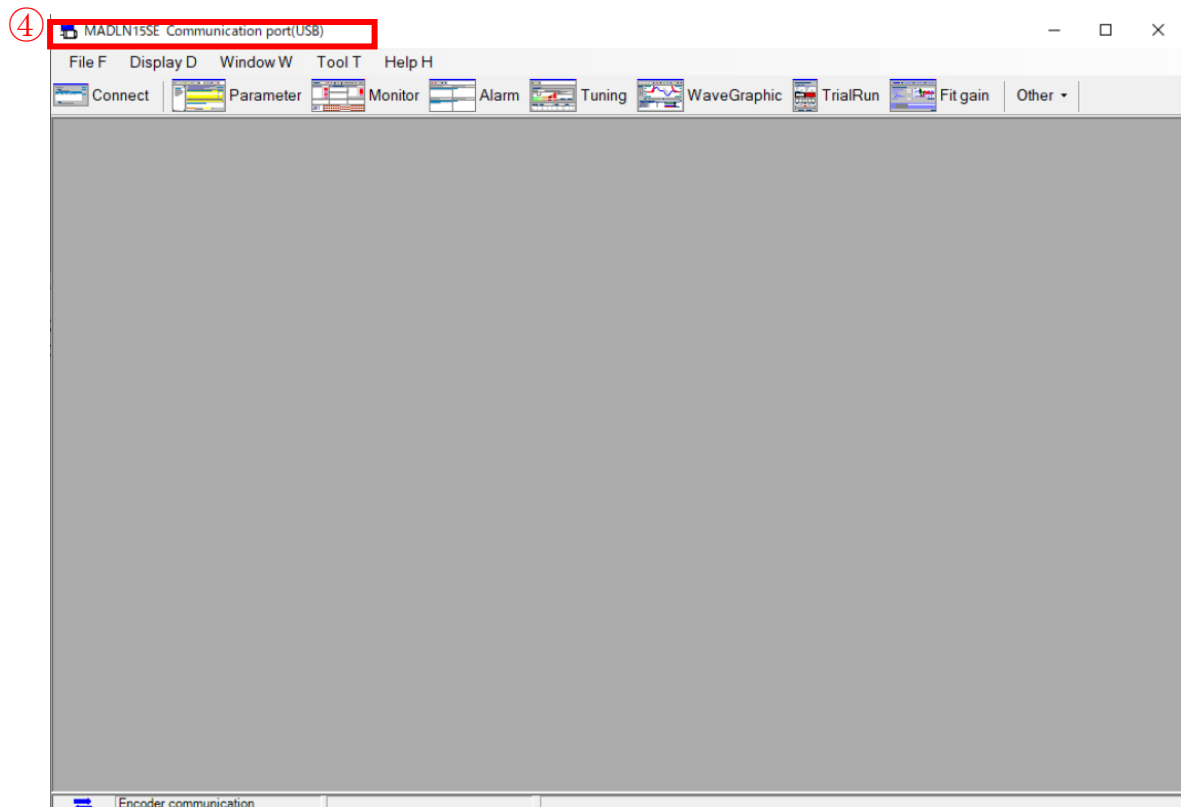 ④
MADLN15SE Communication port(USB)
File F Display D Window W Tool T Help H
Connect Parameter Monitor Alarm Tuning WaveGraphic TrialRun Fit gain Other
Encoder communication